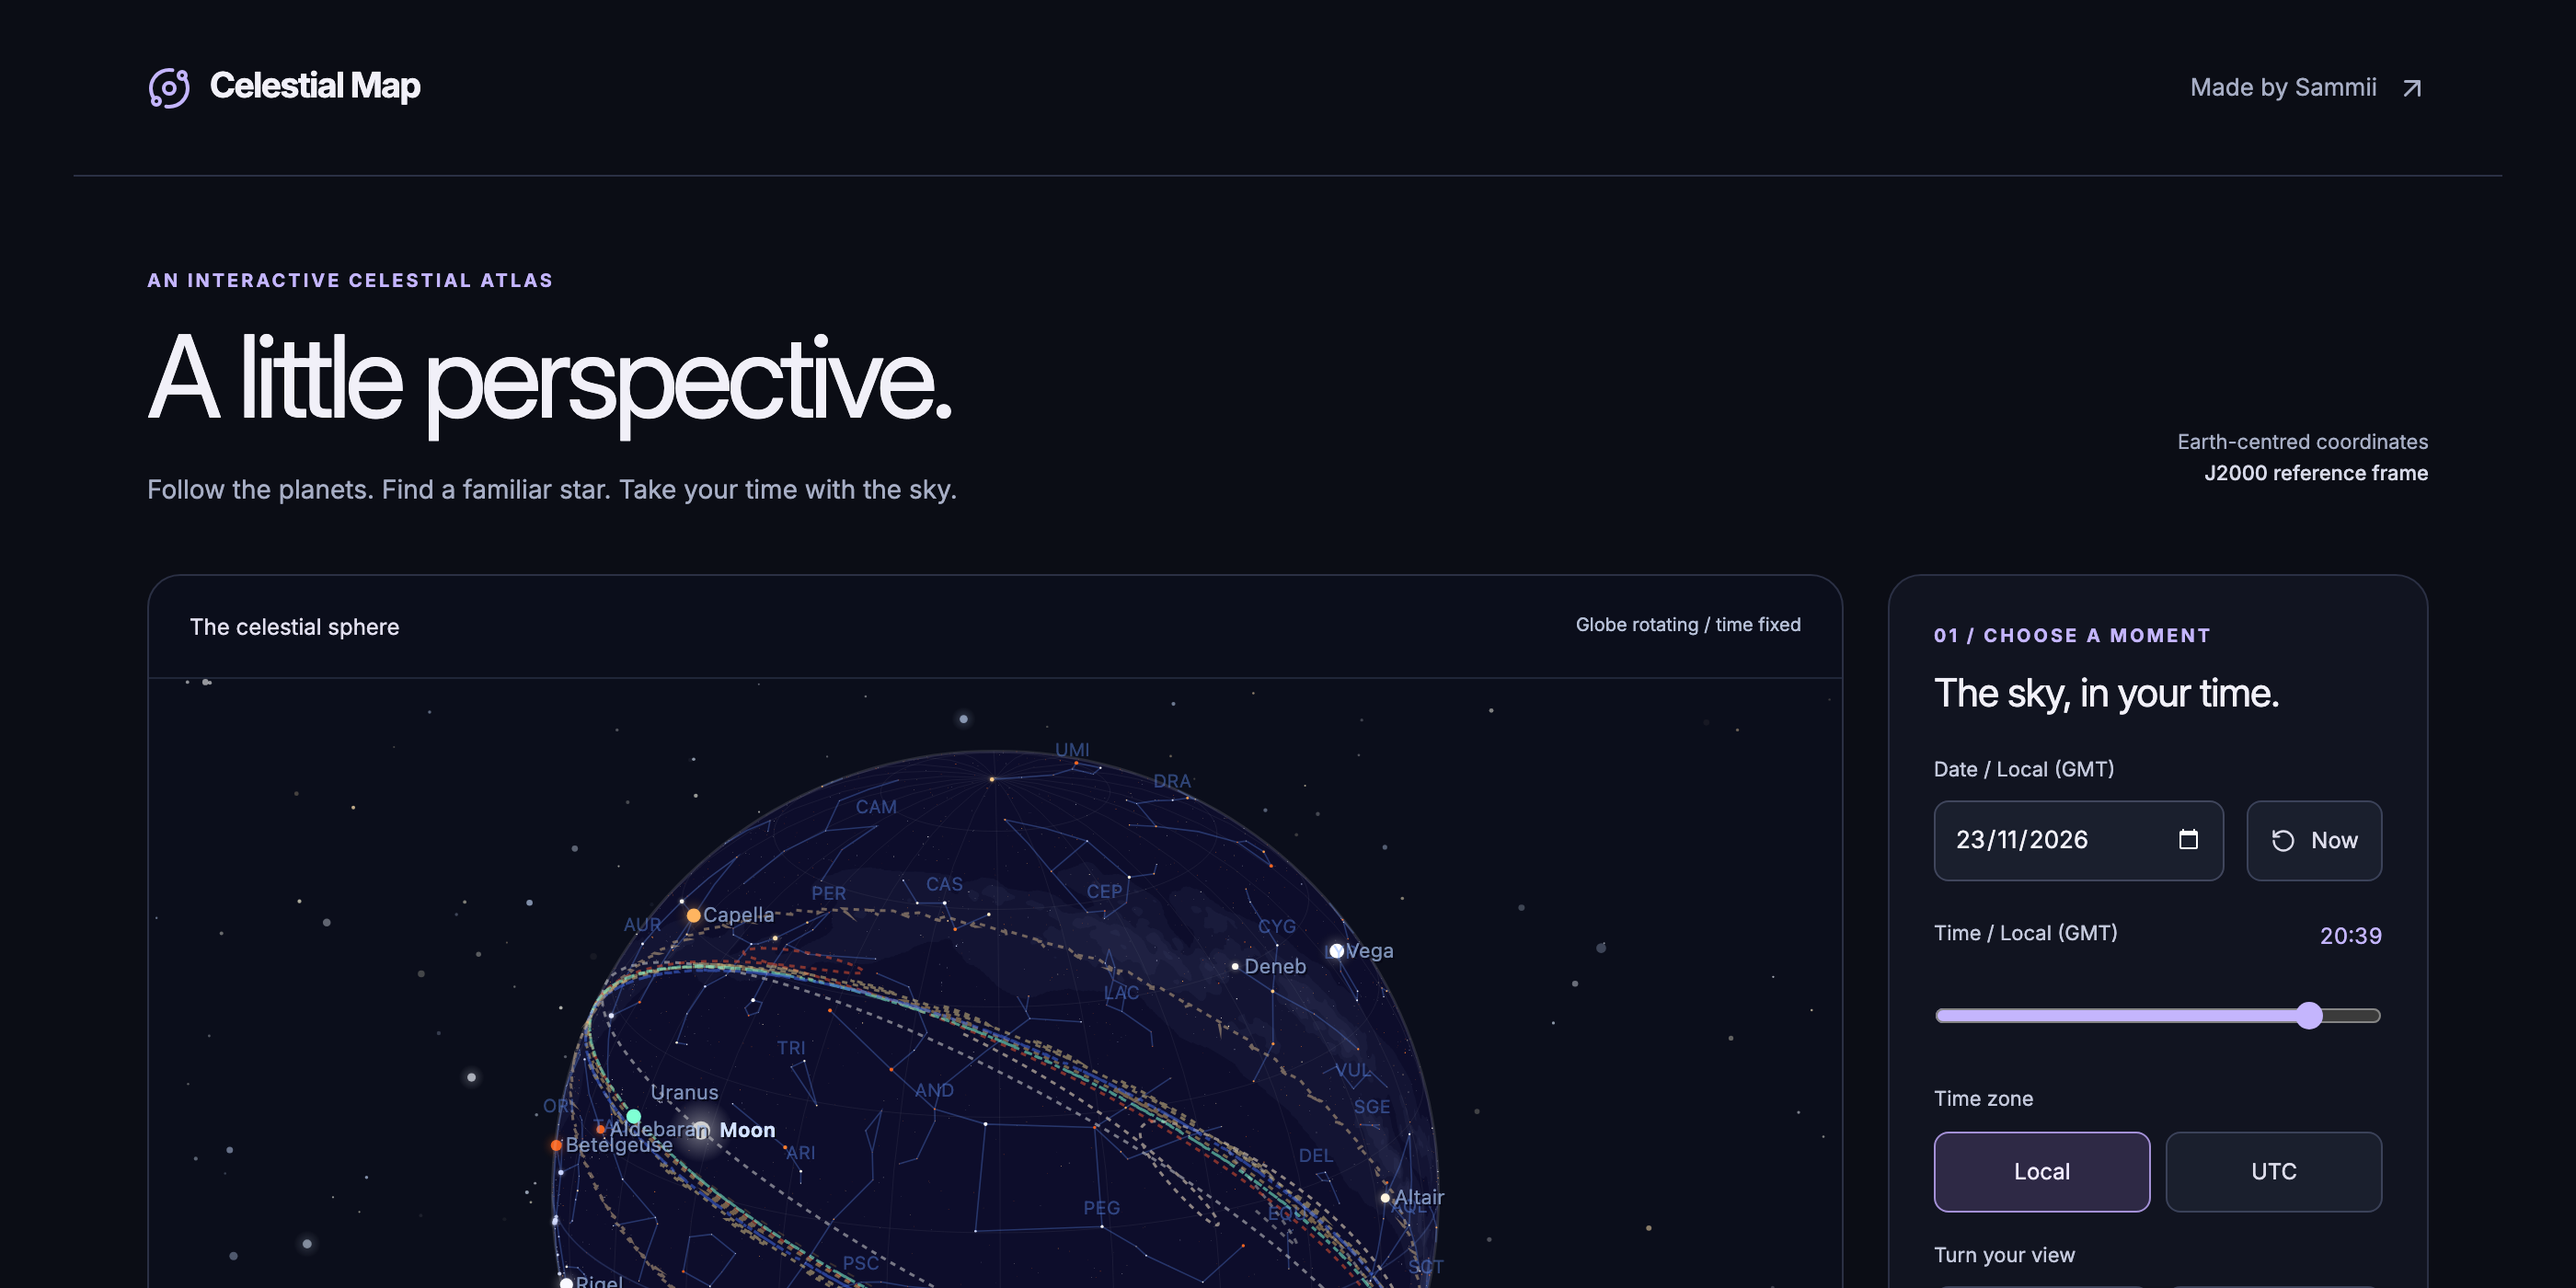 Celestial Map
Made by Sammii
AN INTERACTIVE CELESTIAL ATLAS
A little perspective.
Follow the planets. Find a familiar star. Take your time with the sky.
Earth-centred coordinates
J2000 reference frame
The celestial sphere
Globe rotating / time fixed
UMI
DRA
CAM
CAS
PER
CEP
AUR
Capella
CYG
Vega
Deneb
LAC
TRI
VUL
AND
Uranus
SGE
Aldebaran
Moon
Betelgeuse
ARI
DEL
PEG
Altair
PSC
SCT
Rigel
01 / CHOOSE A MOMENT
The sky, in your time.
Date / Local (GMT)
23/11/2026
Now
Time / Local (GMT)
20:39
Time zone
Local
UTC
Turn your view